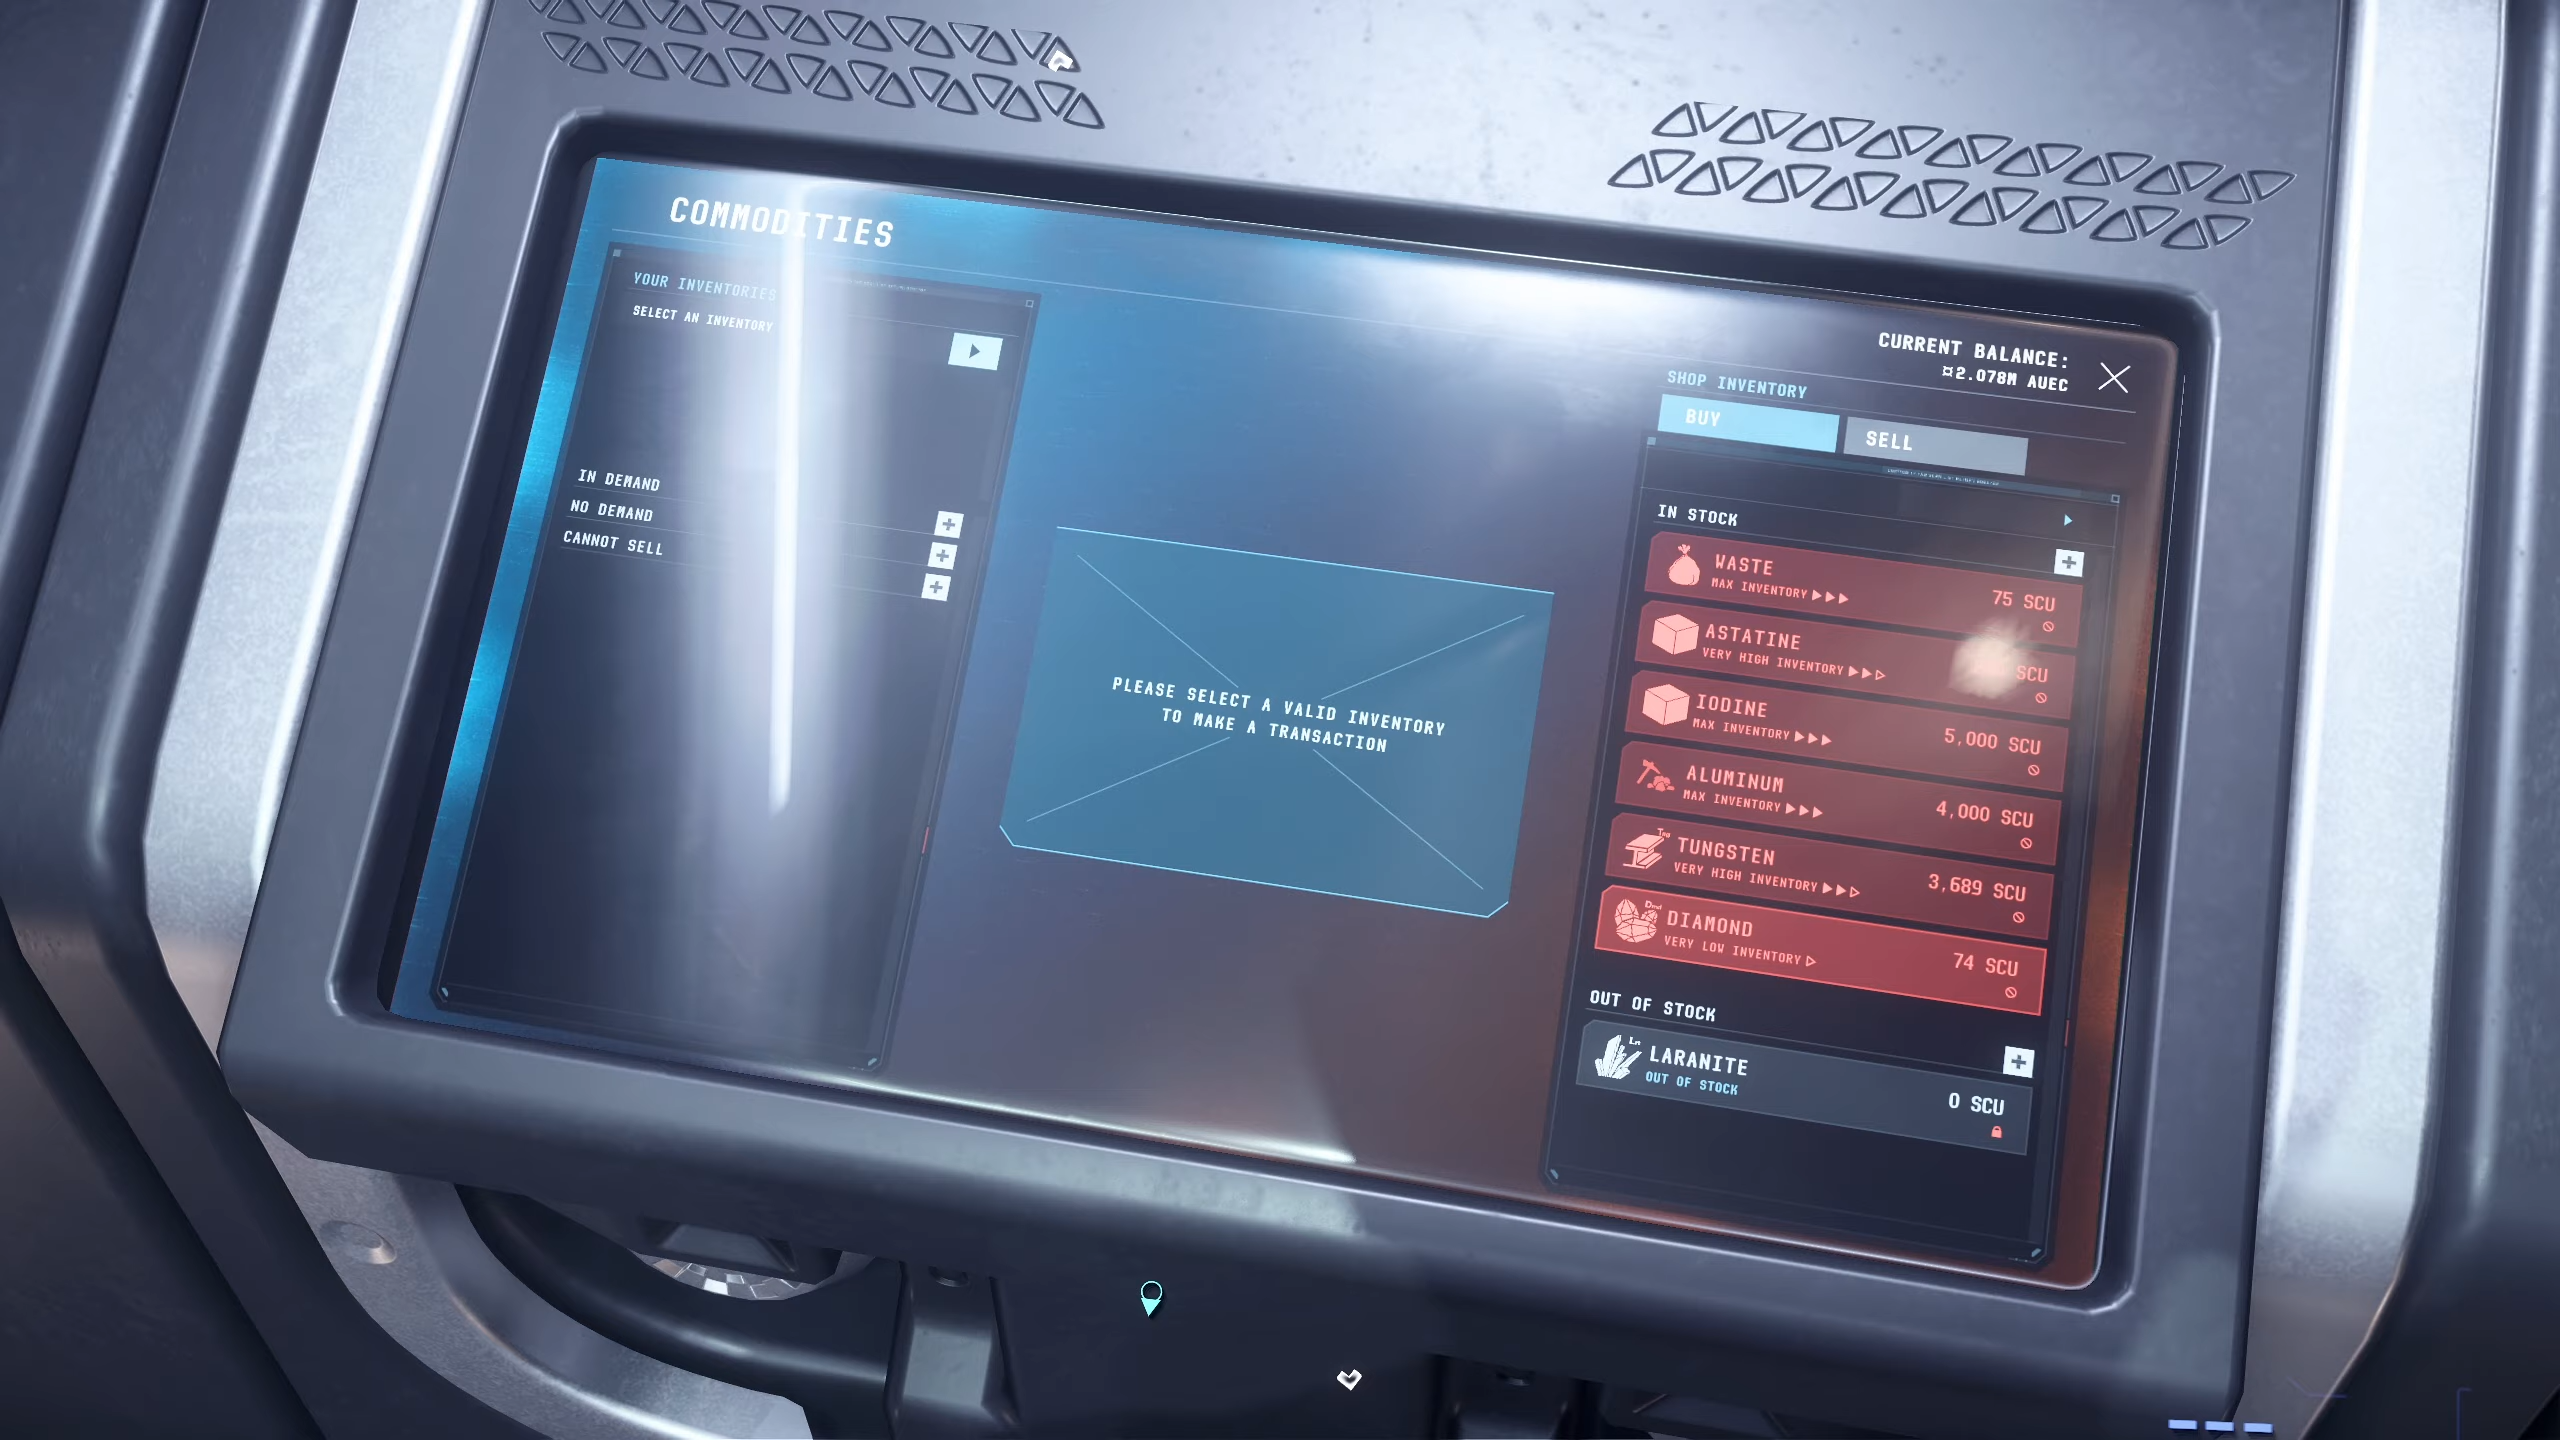 COMMODITIES
YOUR INVENTORIES
SELECT AN INVENTORY
IN DEMAND
NO DEMAND
CANNOT SELL
PLEASE SELECT A VALID INVENTORY
TO MAKE A TRANSACTION
CURRENT BALANCE:
¤2.078M AUEC
SHOP INVENTORY
BUY
SELL
IN STOCK
WASTE
MAX INVENTORY
75 SCU
ASTATINE
VERY HIGH INVENTORY
SCU
IODINE
MAX INVENTORY
5,000 SCU
ALUMINUM
MAX INVENTORY
4,000 SCU
TUNGSTEN
VERY HIGH INVENTORY
3,689 SCU
DIAMOND
VERY LOW INVENTORY
74 SCU
OUT OF STOCK
Ln
LARANITE
OUT OF STOCK
0 SCU